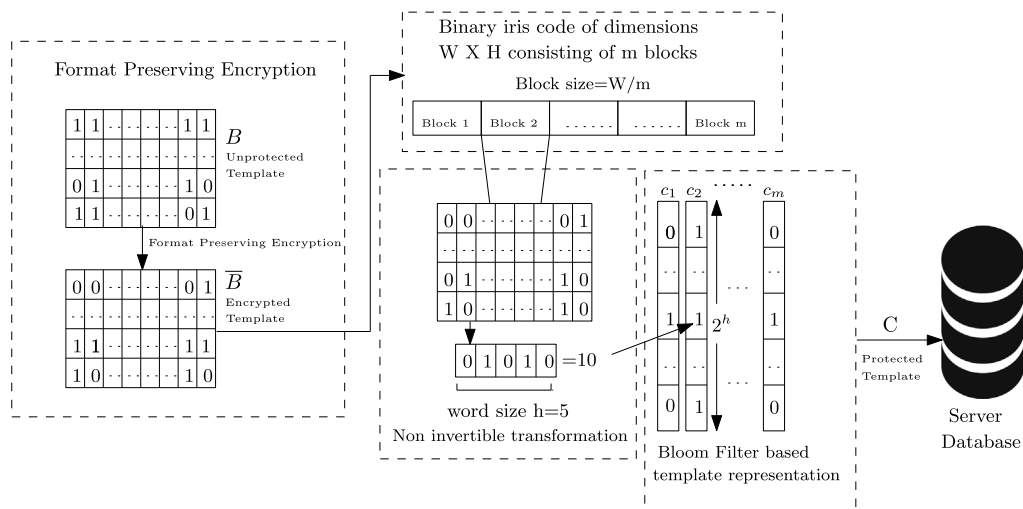 Format Preserving Encryption
1 1 ........ 1 1
........
0 1 ........ 1 0
1 1 ........ 0 1
B
Unprotected
Template
Format Preserving Encryption
0 0 ........ 0 1
........
1 1 ........ 1 1
1 0 ........ 1 0
B̅
Encrypted
Template
Binary iris code of dimensions
W X H consisting of m blocks
Block size=W/m
Block 1 Block 2 ...... ...... Block m
0 0 ........ 0 1
........
0 1 ........ 1 0
1 0 ........ 1 0
0 1 0 1 0 =10
word size h=5
Non invertible transformation
c₁ c₂ ..... cₘ
0 1 0
.. .. ... ..
1 1 2ʰ 1
.. .. ... ..
0 1 0
Bloom Filter based
template representation
C
Protected
Template
Server
Database